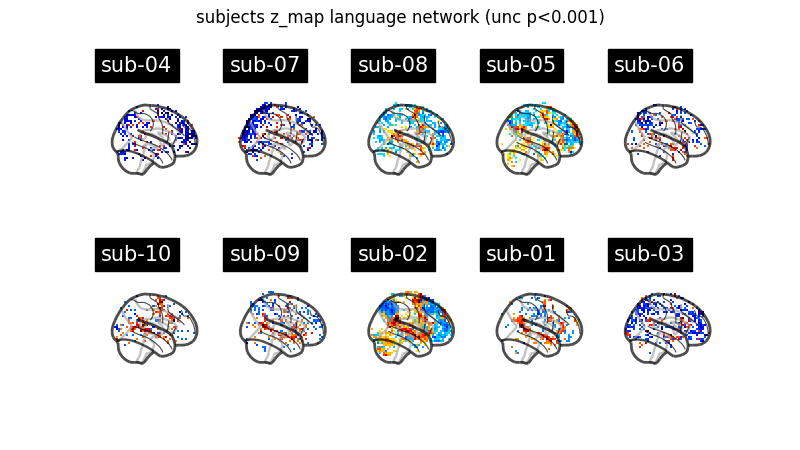 subjects z_map language network (unc p<0.001)
sub-04 sub-07 sub-08 sub-05 sub-06
sub-10 sub-09 sub-02 sub-01 sub-03